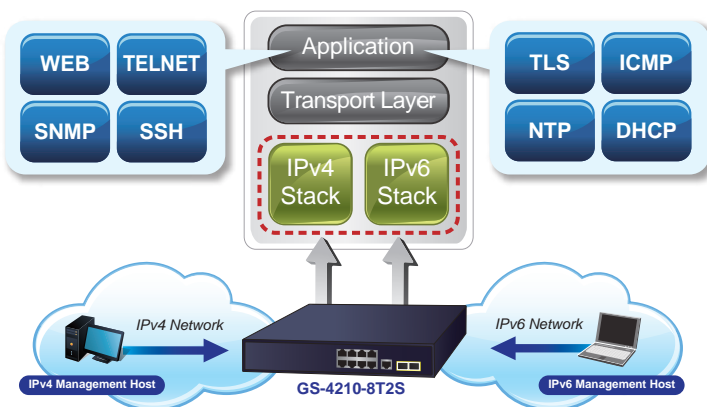 WEB
TELNET
SNMP
SSH
Application
Transport Layer
IPv4
Stack
IPv6
Stack
TLS
ICMP
NTP
DHCP
IPv4 Network
IPv4 Management Host
GS-4210-8T2S
IPv6 Network
IPv6 Management Host